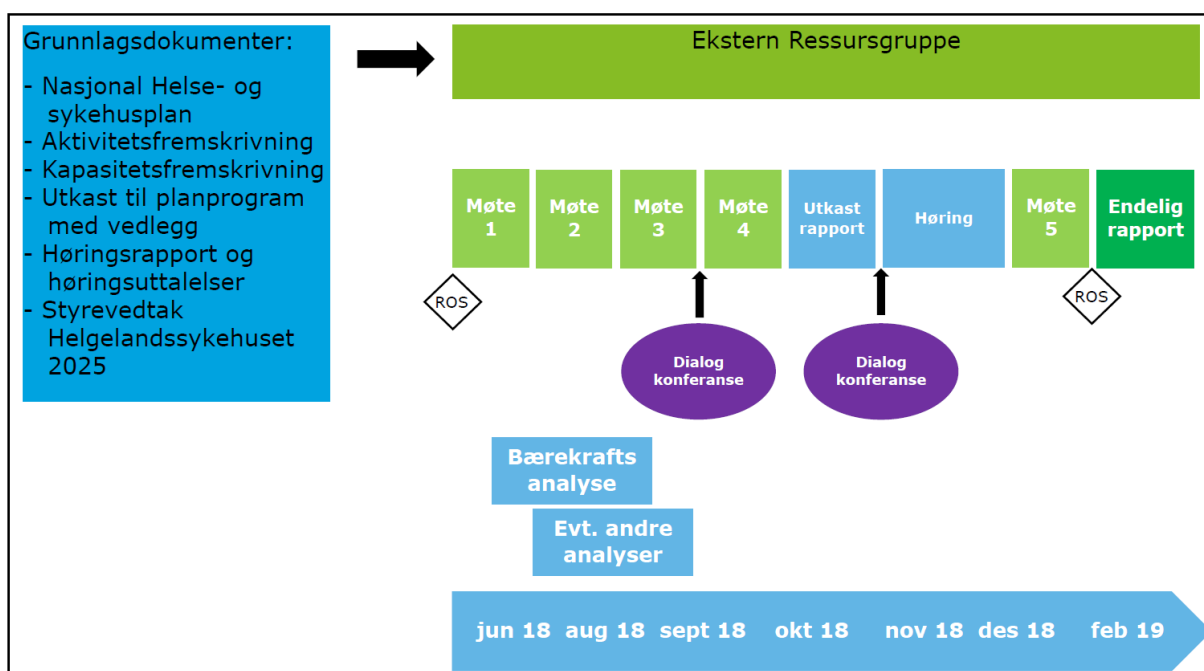 Grunnlagsdokumenter:
- Nasjonal Helse- og
sykehusplan
- Aktivitetsfremskrivning
- Kapasitetsfremskrivning
- Utkast til planprogram
med vedlegg
- Høringsrapport og
høringsuttalelser
- Styrevedtak
Helgelandssykehuset
2025
Ekstern Ressursgruppe
Møte
1
Møte
2
Møte
3
Møte
4
Utkast
rapport
Høring
Møte
5
Endelig
rapport
ROS
ROS
Dialog
konferanse
Dialog
konferanse
Bærekrafts
analyse
Evt. andre
analyser
jun 18 aug 18 sept 18 okt 18 nov 18 des 18 feb 19